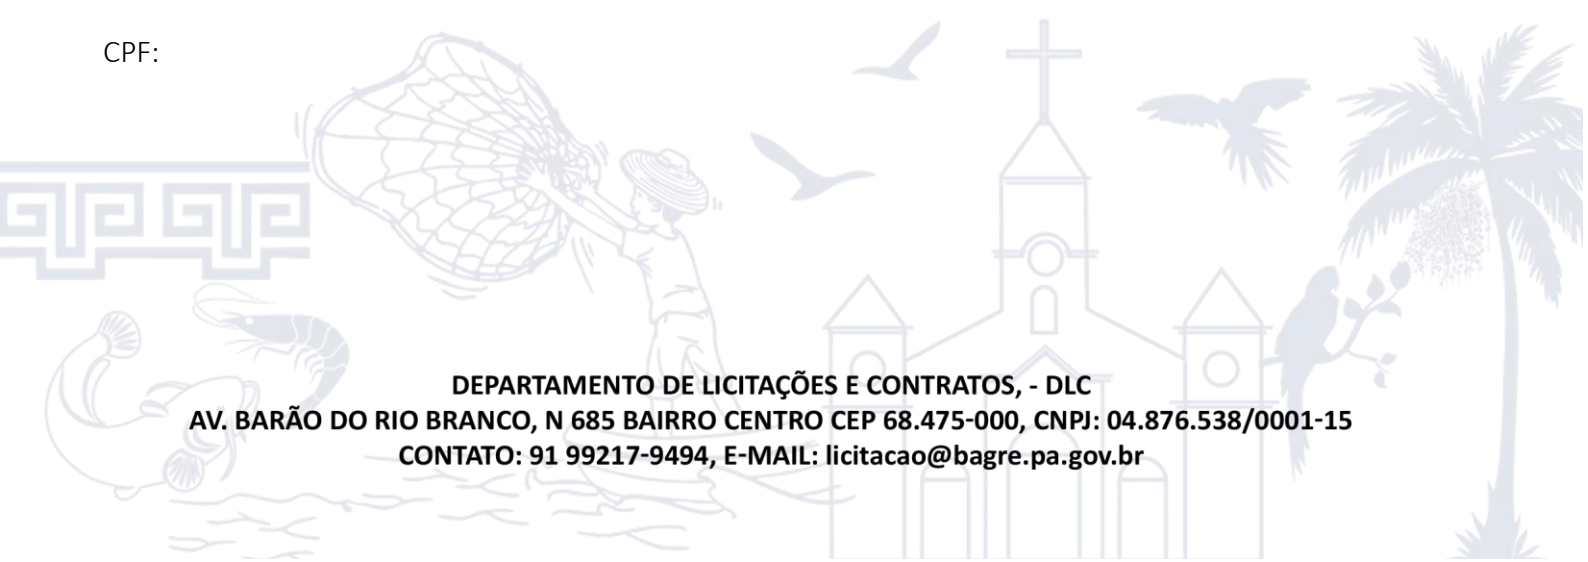 CPF:
DEPARTAMENTO DE LICITAÇÕES E CONTRATOS, - DLC
AV. BARÃO DO RIO BRANCO, N 685 BAIRRO CENTRO CEP 68.475-000, CNPJ: 04.876.538/0001-15
CONTATO: 91 99217-9494, E-MAIL: licitacao@bagre.pa.gov.br